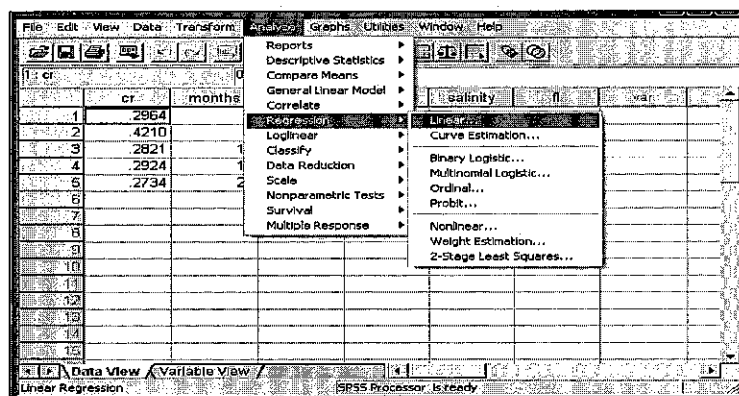 File Edit View Data Transform Analyze Graphs Utilities Window Help
1 : cr
cr months salinity fl var
1 .2964
2 .4210
3 .2821 1
4 .2924 1
5 .2734 2
6
7
8
9
10
11
12
13
14
15
Reports
Descriptive Statistics
Compare Means
General Linear Model
Correlate
Regression
Loglinear
Classify
Data Reduction
Scale
Nonparametric Tests
Survival
Multiple Response
Linear...
Curve Estimation...
Binary Logistic...
Multinomial Logistic...
Ordinal...
Probit...
Nonlinear...
Weight Estimation...
2-Stage Least Squares...
Data View Variable View
Linear Regression SPSS Processor is ready